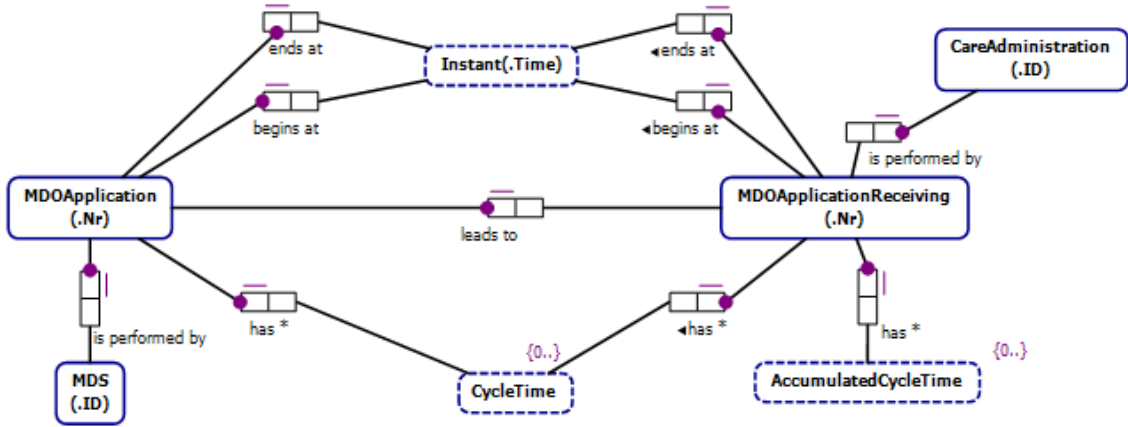 ends at
◄ends at
Instant(.Time)
CareAdministration
(.ID)
begins at
◄begins at
is performed by
MDOApplication
(.Nr)
MDOApplicationReceiving
(.Nr)
leads to
is performed by
has *
◄has *
has *
{0..}
{0..}
MDS
(.ID)
CycleTime
AccumulatedCycleTime